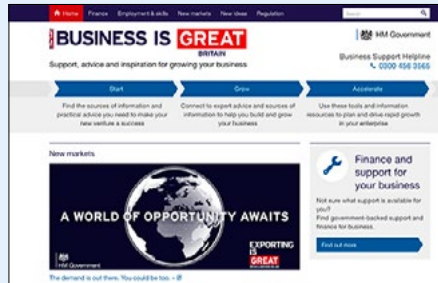 Home Finance Employment & skills New markets New ideas Regulation Search
BUSINESS IS GREAT
BRITAIN
HM Government
Support, advice and inspiration for growing your business
Business Support Helpline
0300 456 3565
Start Grow Accelerate
Find the sources of information and
practical advice you need to make your
new venture a success
Connect to expert advice and sources of
information to help you build and grow
your business
Use these tools and information
resources to plan and drive rapid growth
in your enterprise
New markets
A WORLD OF OPPORTUNITY AWAITS
HM Government
EXPORTING
IS
GREAT
The demand is out there. You could be too. -
Finance and
support for
your business
Not sure what support is available for
you?
Find government-backed support and
finance for business.
Find out more